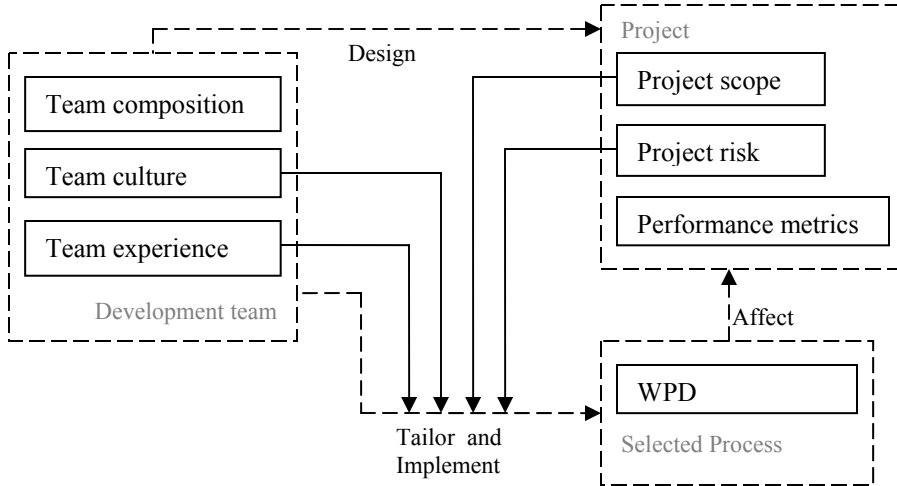 Design
Team composition
Team culture
Team experience
Development team
Project
Project scope
Project risk
Performance metrics
Affect
WPD
Selected Process
Tailor and
Implement